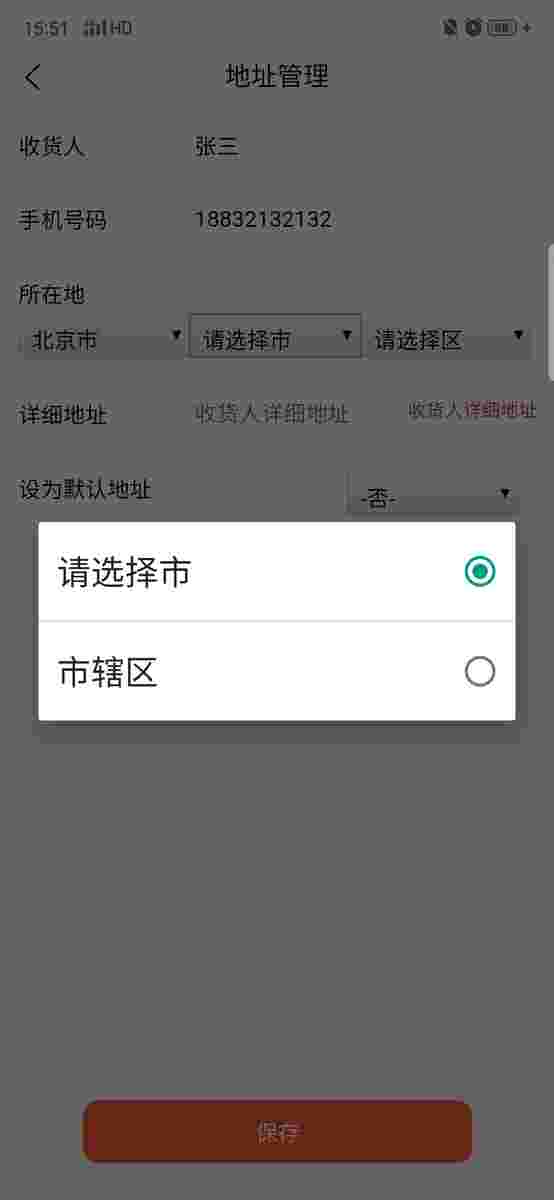 15:51 HD 88
地址管理
收货人 张三
手机号码 18832132132
所在地
北京市 请选择市 请选择区
详细地址 收货人详细地址 收货人详细地址
设为默认地址 -否-
请选择市
市辖区
保存